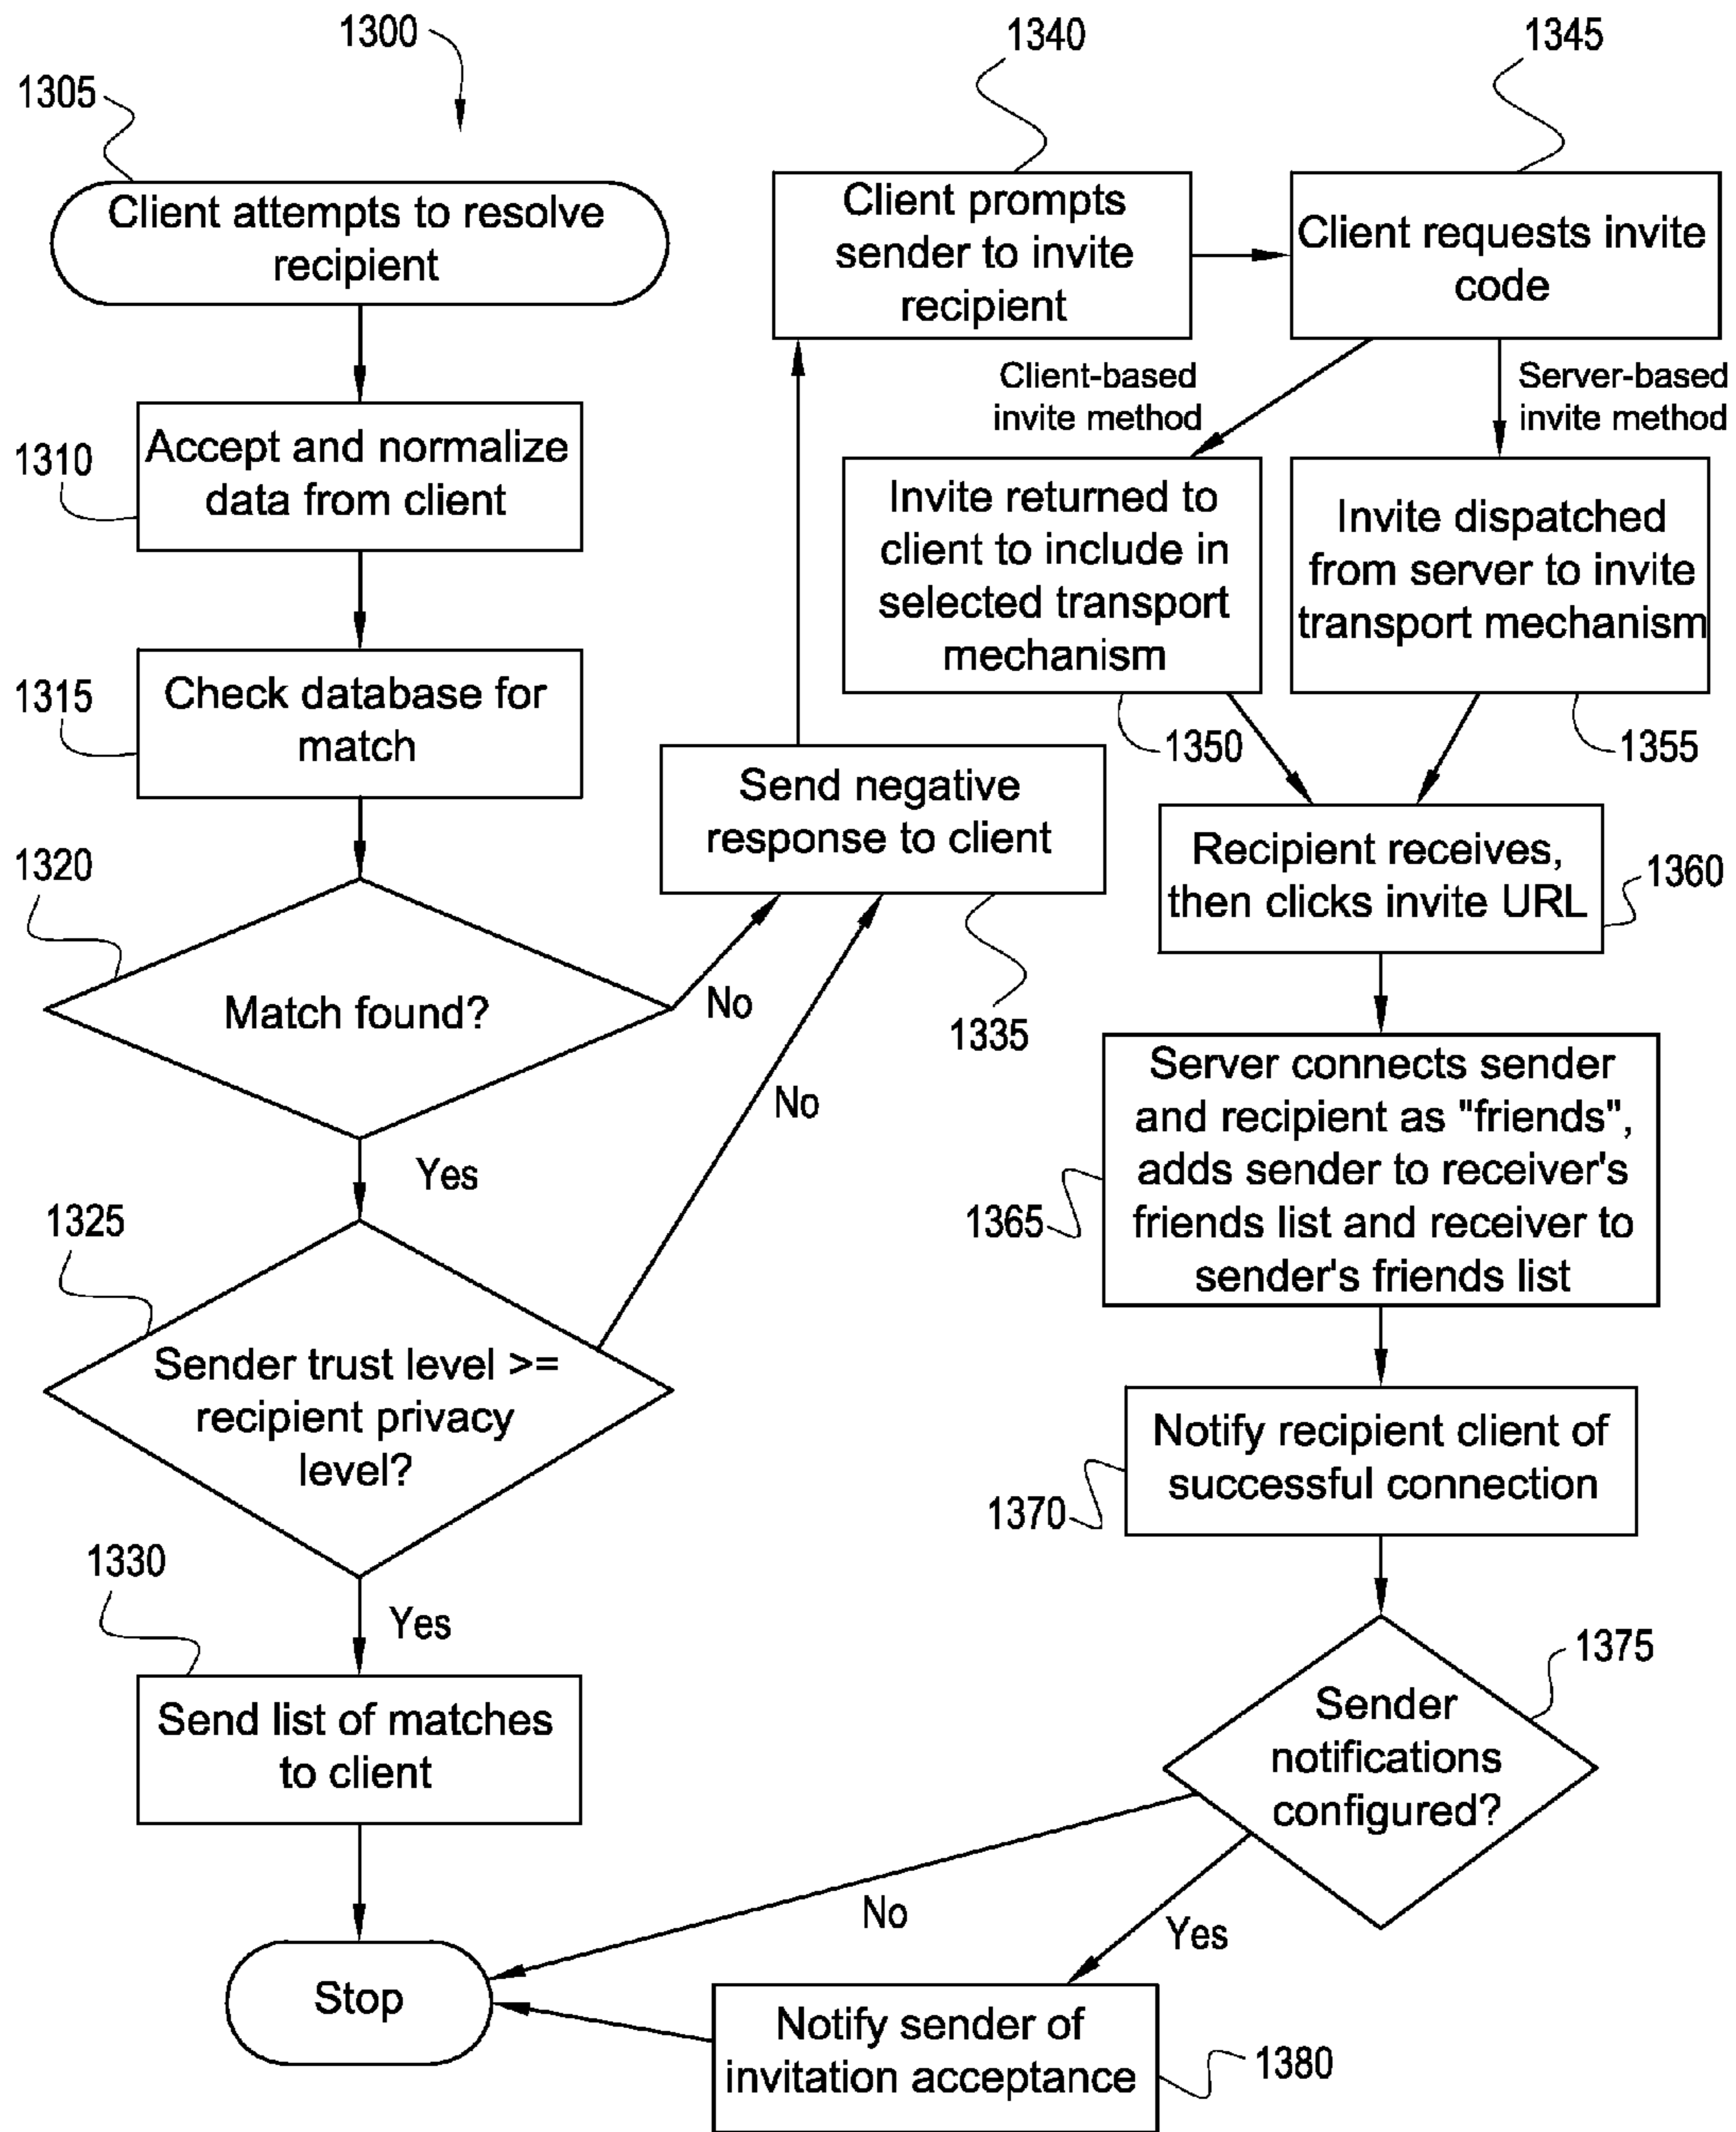 1300
1305
Client attempts to resolve
recipient
1310
Accept and normalize
data from client
1315
Check database for
match
1320
Match found?
No
Yes
1325
Sender trust level >=
recipient privacy
level?
No
Yes
1330
Send list of matches
to client
Stop
1335
Send negative
response to client
1340
Client prompts
sender to invite
recipient
1345
Client requests invite
code
Client-based
invite method
Server-based
invite method
Invite returned to
client to include in
selected transport
mechanism
1350
Invite dispatched
from server to invite
transport mechanism
1355
Recipient receives,
then clicks invite URL
1360
Server connects sender
and recipient as "friends",
adds sender to receiver's
friends list and receiver to
sender's friends list
1365
Notify recipient client of
successful connection
1370
1375
Sender
notifications
configured?
No
Yes
Notify sender of
invitation acceptance
1380